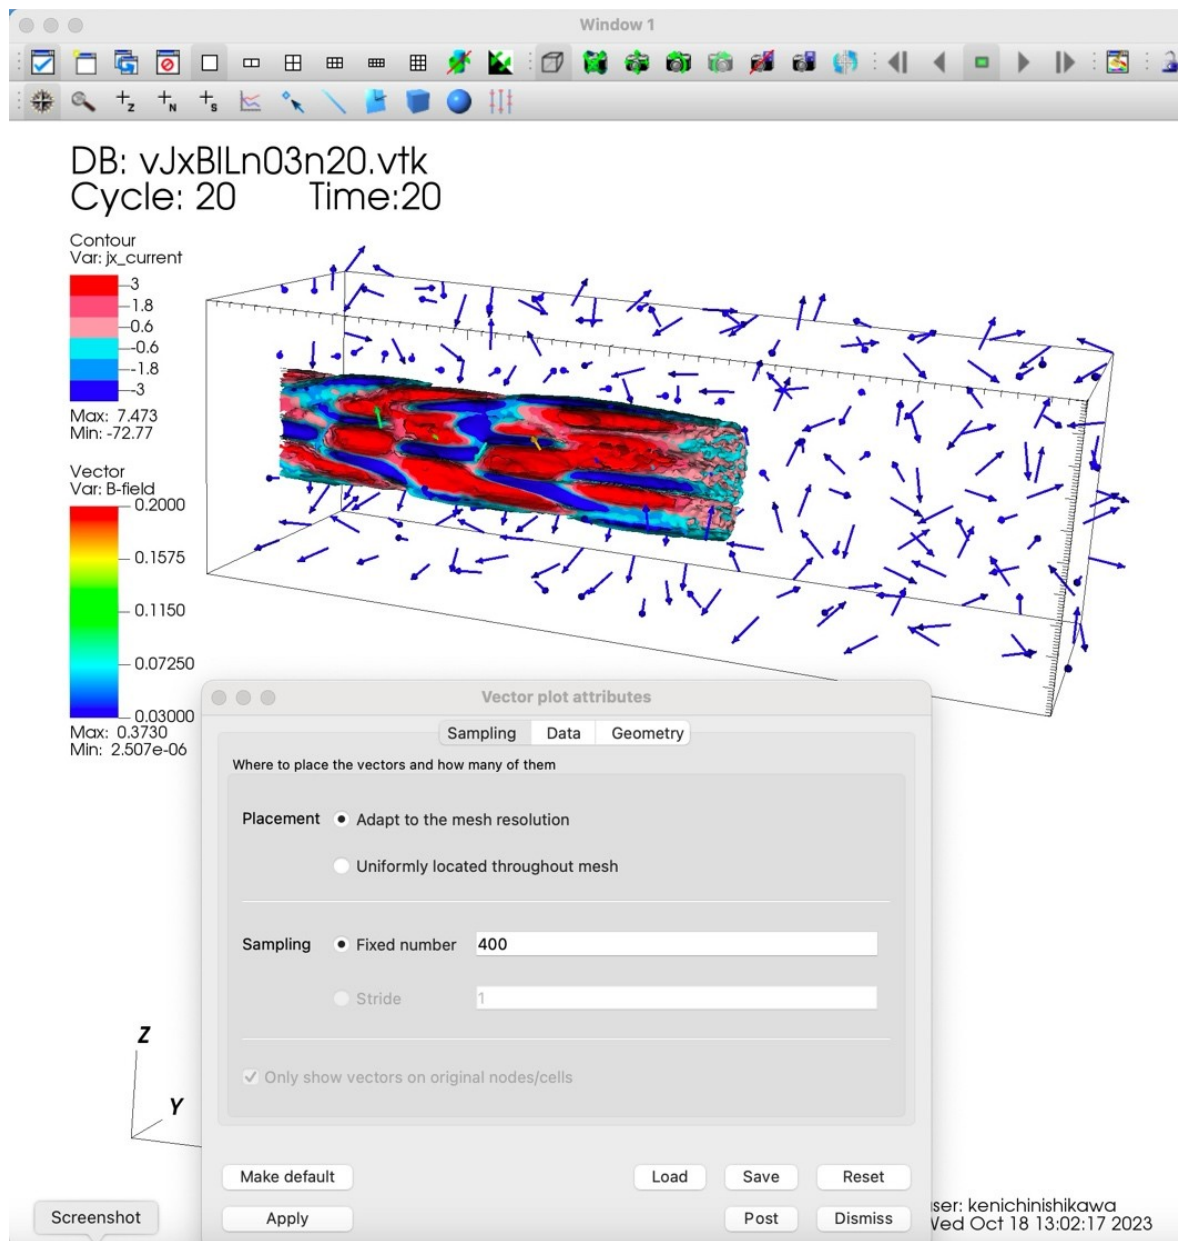 Window 1
+z
+N
+s
DB: vJxBlLn03n20.vtk
Cycle: 20 Time:20
Contour
Var: jx_current
3
1.8
0.6
-0.6
-1.8
-3
Max: 7.473
Min: -72.77
Vector
Var: B-field
0.2000
0.1575
0.1150
0.07250
0.03000
Max: 0.3730
Min: 2.507e-06
Vector plot attributes
Sampling Data Geometry
Where to place the vectors and how many of them
Placement Adapt to the mesh resolution
Uniformly located throughout mesh
Sampling Fixed number 400
Stride 1
Only show vectors on original nodes/cells
Z
Y
Make default Load Save Reset
Apply Post Dismiss
Screenshot
ser: kenichinishikawa
Wed Oct 18 13:02:17 2023